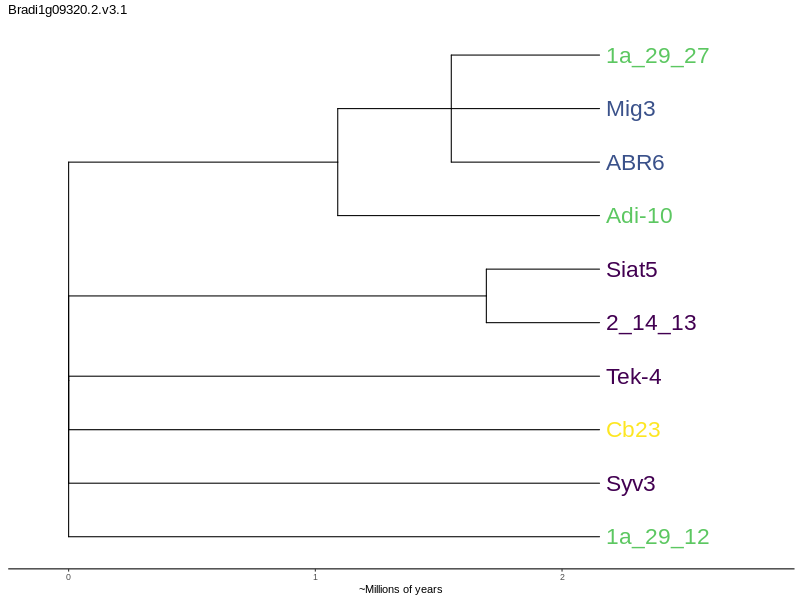 Bradi1g09320.2.v3.1
1a_29_27
Mig3
ABR6
Adi-10
Siat5
2_14_13
Tek-4
Cb23
Syv3
1a_29_12
0 1 2
~Millions of years